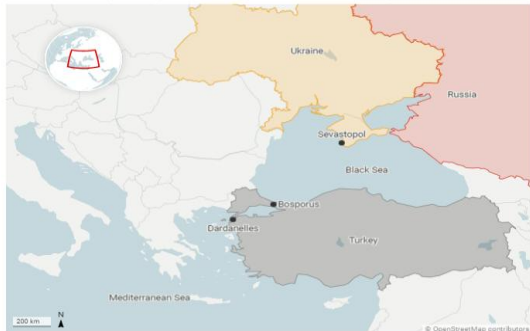 Ukraine
Russia
Sevastopol
Black Sea
Bosporus
Dardanelles
Turkey
Mediterranean Sea
200 km
N
© OpenStreetMap contributors